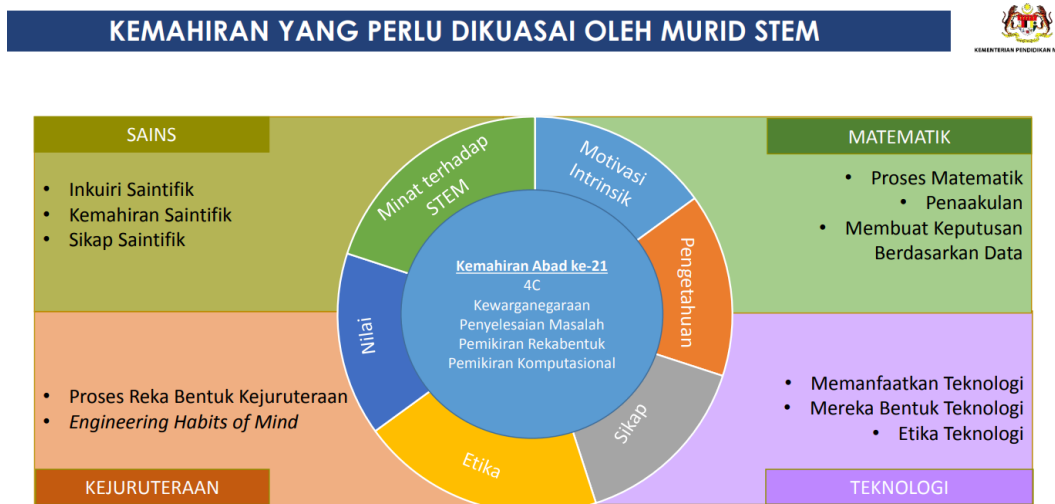 KEMAHIRAN YANG PERLU DIKUASAI OLEH MURID STEM
KEMENTERIAN PENDIDIKAN
SAINS
• Inkuiri Saintifik
• Kemahiran Saintifik
• Sikap Saintifik
MATEMATIK
• Proses Matematik
• Penaakulan
• Membuat Keputusan
Berdasarkan Data
Minat terhadap
STEM
Motivasi
Intrinsik
Pengetahuan
Sikap
Etika
Nilai
Kemahiran Abad ke-21
4C
Kewarganegaraan
Penyelesaian Masalah
Pemikiran Rekabentuk
Pemikiran Komputasional
• Proses Reka Bentuk Kejuruteraan
• Engineering Habits of Mind
KEJURUTERAAN
• Memanfaatkan Teknologi
• Mereka Bentuk Teknologi
• Etika Teknologi
TEKNOLOGI